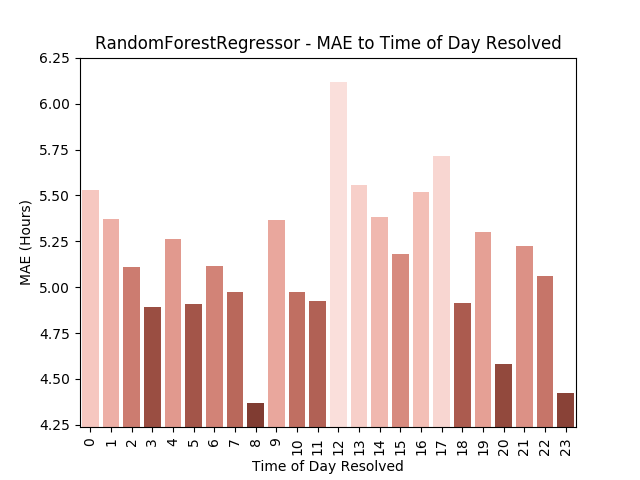 RandomForestRegressor - MAE to Time of Day Resolved
6.25
6.00
5.75
5.50
5.25
5.00
4.75
4.50
4.25
MAE (Hours)
0 1 2 3 4 5 6 7 8 9 10 11 12 13 14 15 16 17 18 19 20 21 22 23
Time of Day Resolved